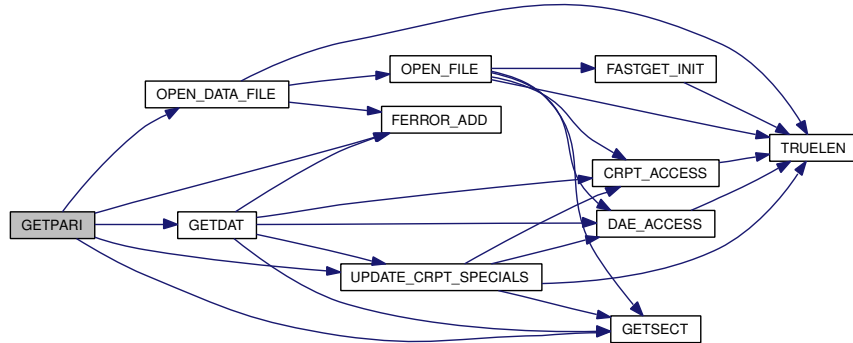 OPEN_FILE
FASTGET_INIT
OPEN_DATA_FILE
FERROR_ADD
TRUELEN
CRPT_ACCESS
GETPARI
GETDAT
DAE_ACCESS
UPDATE_CRPT_SPECIALS
GETSECT